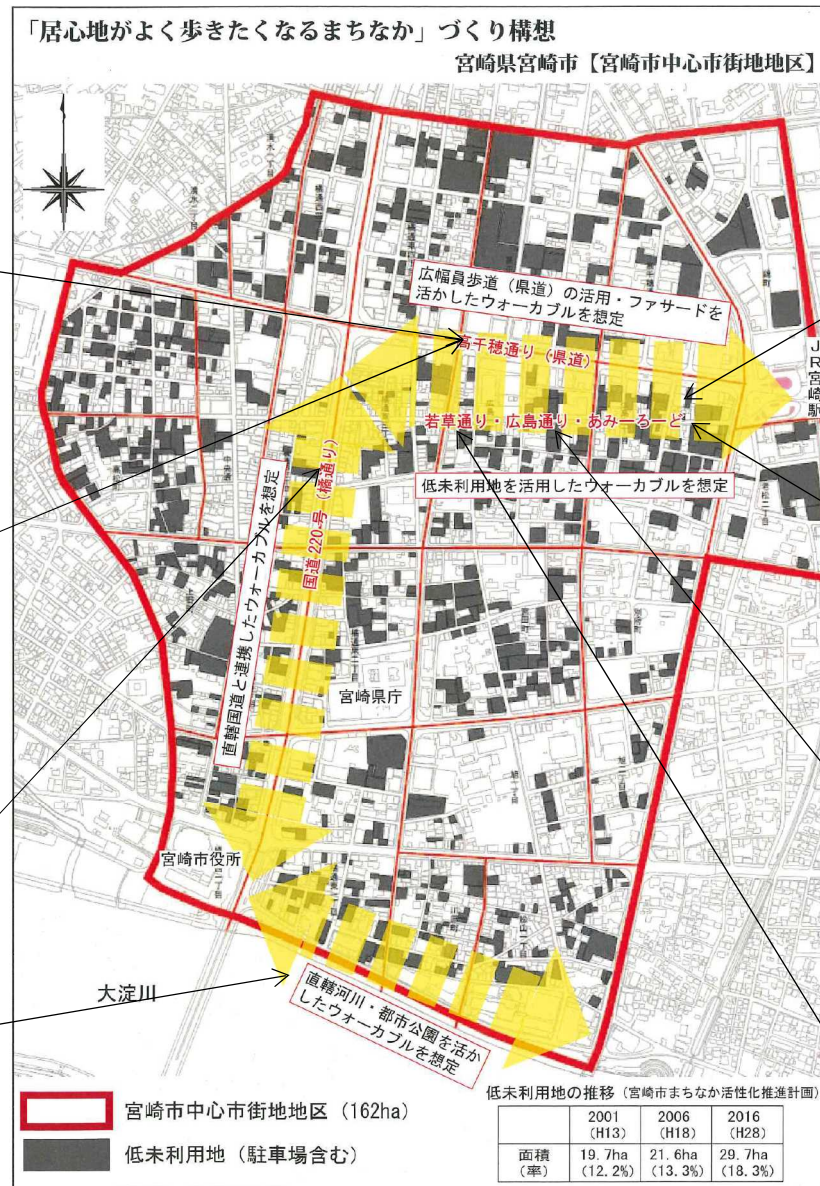 「居心地がよく歩きたくなるまちなか」づくり構想
宮崎県宮崎市【宮崎市中心市街地地区】
広幅員歩道（県道）の活用・ファサードを
活かしたウォーカブルを想定
高千穂通り（県道）
JR宮崎駅
若草通り・広島通り・あみーろーど
低未利用地を活用したウォーカブルを想定
国道220号（橘通り）
直轄国道と連携したウォーカブルを想定
宮崎県庁
宮崎市役所
大淀川
直轄河川・都市公園を活か
したウォーカブルを想定
宮崎市中心市街地地区（162ha）
低未利用地（駐車場含む）
低未利用地の推移（宮崎市まちなか活性化推進計画）
2001 2006 2016
(H13) (H18) (H28)
面積 19.7ha 21.6ha 29.7ha
（率） (12.2%) (13.3%) (18.3%)